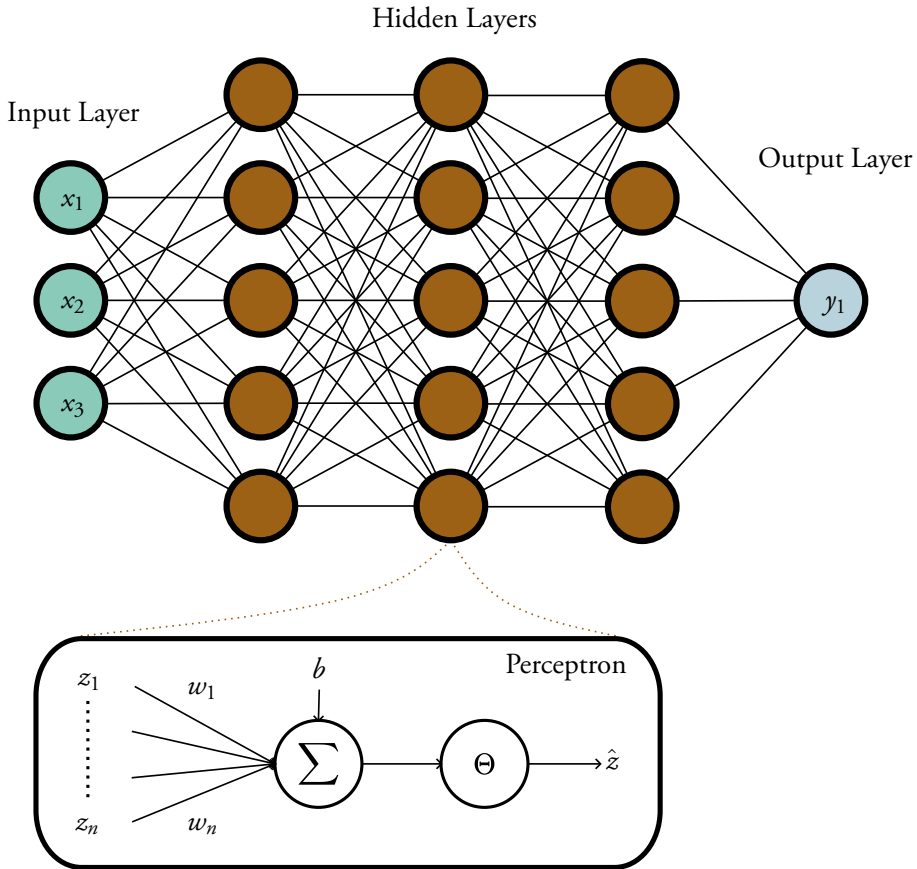 Hidden Layers
Input Layer
Output Layer
x₁
x₂
y₁
x₃
Perceptron
b
z₁
w₁
∑
Θ
ẑ
zₙ
wₙ